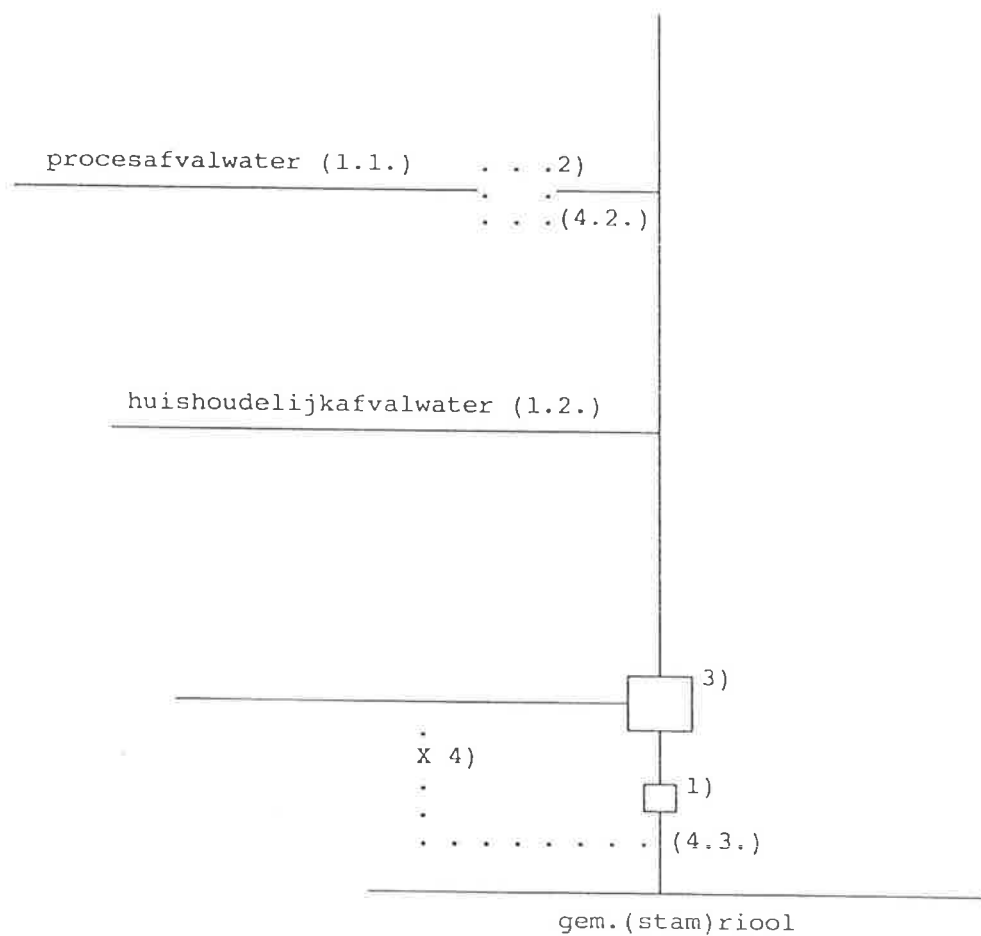 procesafvalwater (1.1.) . . .2)
. .
. . .(4.2.)
huishoudelijkafvalwater (1.2.)
3)
.
X 4)
.
1)
.
. . . . . . . . (4.3.)
gem.(stam)riool